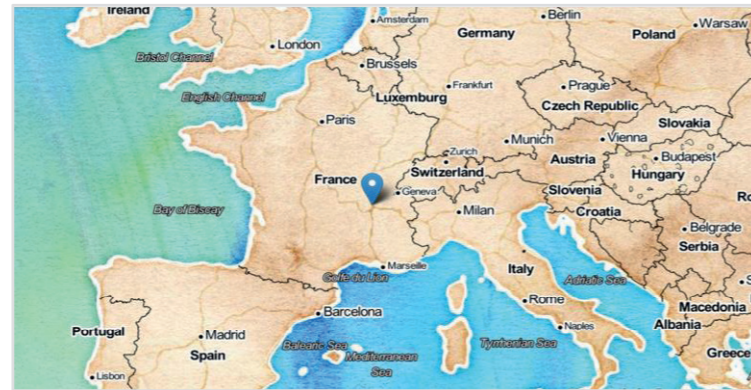 Ireland
Amsterdam
Berlin
Warsaw
London
Germany
Poland
Bristol Channel
Brussels
English Channel
Luxemburg
Frankfurt
Prague
Czech Republic
Paris
Slovakia
Munich
Vienna
Zurich
Austria
Budapest
Switzerland
France
Hungary
Geneva
Slovenia
Ro
Bay of Biscay
Milan
Croatia
Belgrade
Serbia
Marseille
Golfe du Lion
Italy
Adriatic Sea
S
Rome
Macedonia
Barcelona
Portugal
Madrid
Naples
Albania
Balearic Sea
Tyrrhenian Sea
Spain
Mediterranean
Sea
Greece
Lisbon